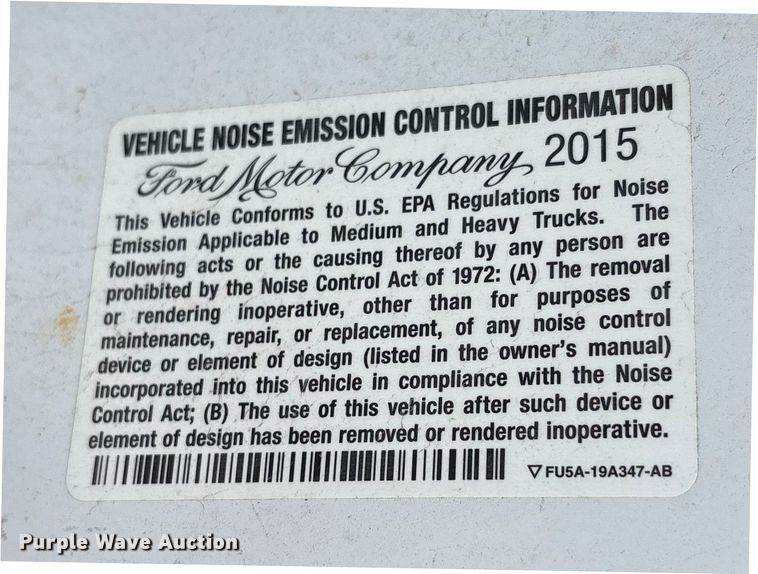 VEHICLE NOISE EMISSION CONTROL INFORMATION
Ford Motor Company, 2015
This Vehicle Conforms to U.S. EPA Regulations for Noise
Emission Applicable to Medium and Heavy Trucks. The
following acts or the causing thereof by any person are
prohibited by the Noise Control Act of 1972: (A) The removal
or rendering inoperative, other than for purposes of
maintenance, repair, or replacement, of any noise control
device or element of design (listed in the owner's manual)
incorporated into this vehicle in compliance with the Noise
Control Act; (B) The use of this vehicle after such device or
element of design has been removed or rendered inoperative.
▽ FU5A-19A347-AB
Purple Wave Auction